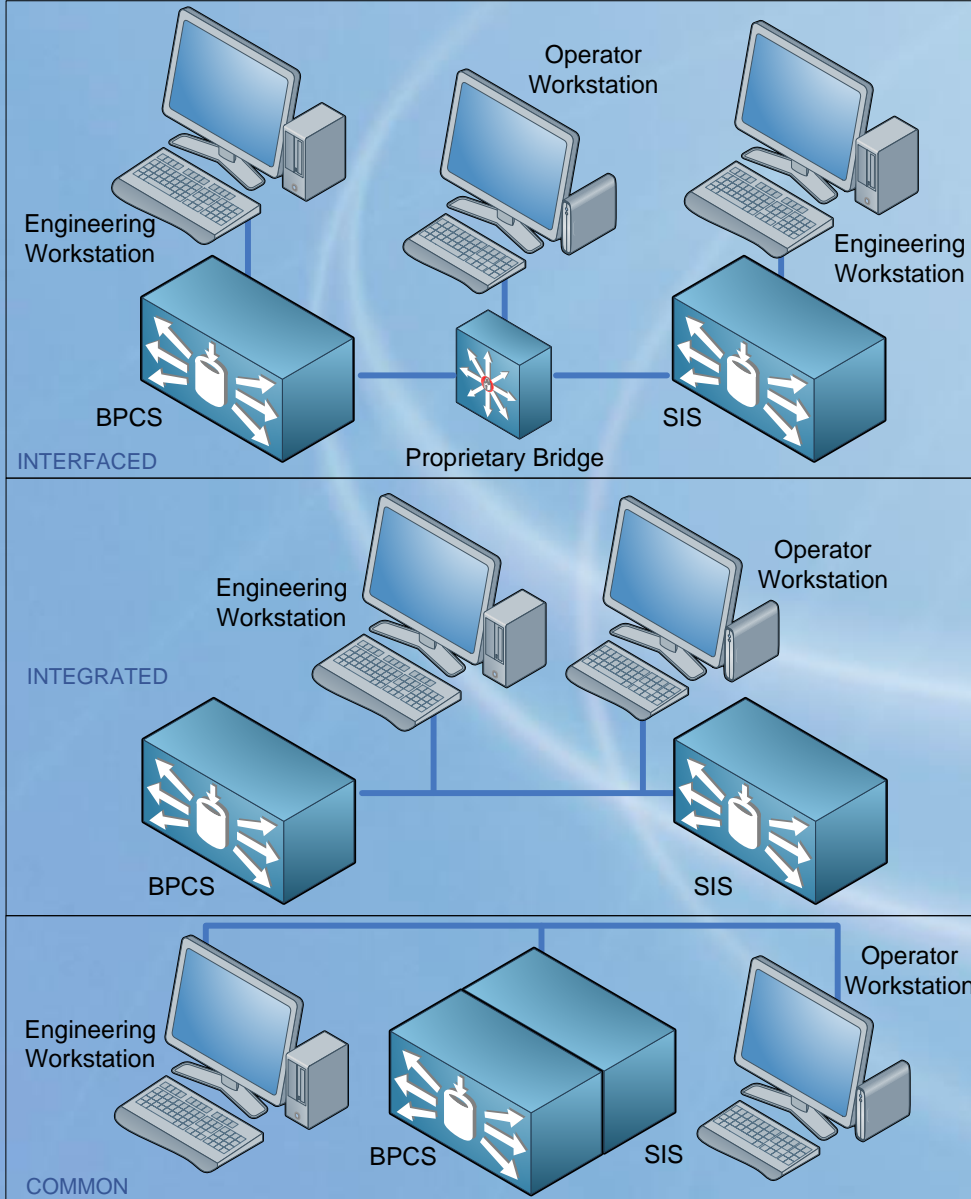 Operator
Workstation
Engineering
Workstation
Engineering
Workstation
BPCS
SIS
Proprietary Bridge
INTERFACED
Engineering
Workstation
Operator
Workstation
INTEGRATED
BPCS
SIS
Operator
Workstation
Engineering
Workstation
BPCS
SIS
COMMON